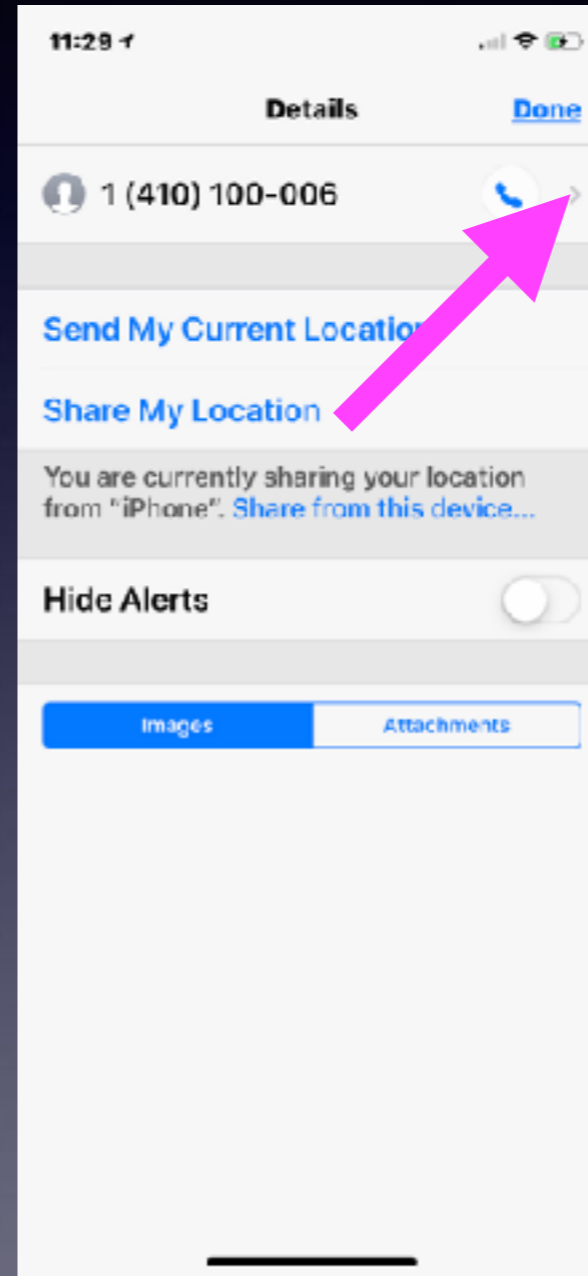 11:29
Details
Done
1 (410) 100-006
Send My Current Location
Share My Location
You are currently sharing your location
from “iPhone”. Share from this device...
Hide Alerts
Images
Attachments